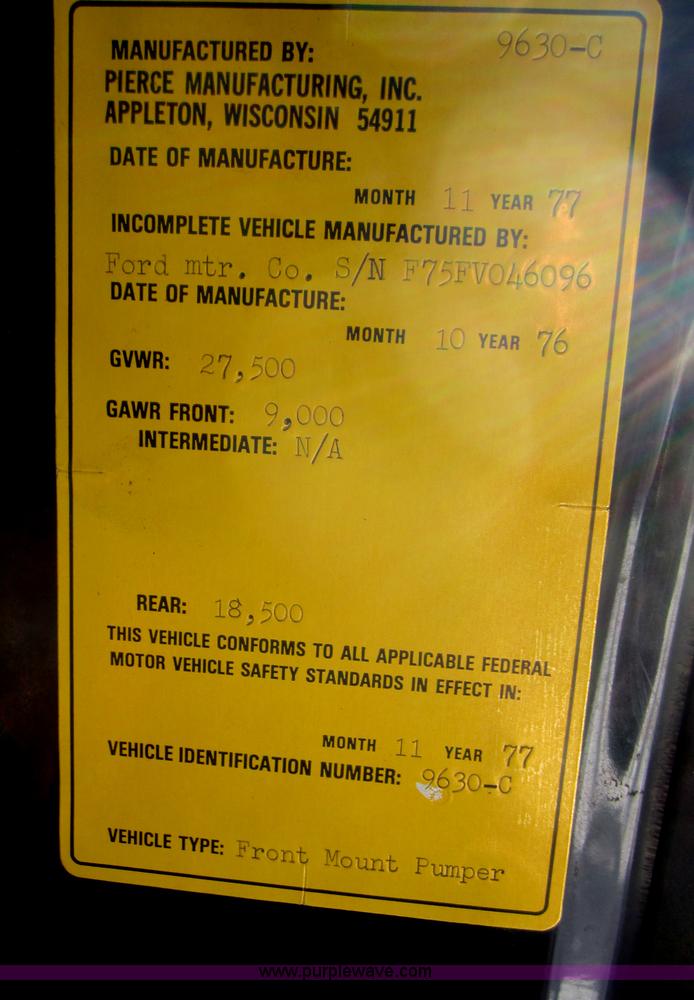 9630-C
MANUFACTURED BY:
PIERCE MANUFACTURING, INC.
APPLETON, WISCONSIN 54911
DATE OF MANUFACTURE:
MONTH 11 YEAR 77
INCOMPLETE VEHICLE MANUFACTURED BY:
Ford mtr. Co. S/N F75FV046096
DATE OF MANUFACTURE:
MONTH 10 YEAR 76
GVWR: 27,500
GAWR FRONT: 9,000
INTERMEDIATE: N/A
REAR: 18,500
THIS VEHICLE CONFORMS TO ALL APPLICABLE FEDERAL
MOTOR VEHICLE SAFETY STANDARDS IN EFFECT IN:
MONTH 11 YEAR 77
VEHICLE IDENTIFICATION NUMBER: 9630-C
VEHICLE TYPE: Front Mount Pumper
www.purplewave.com